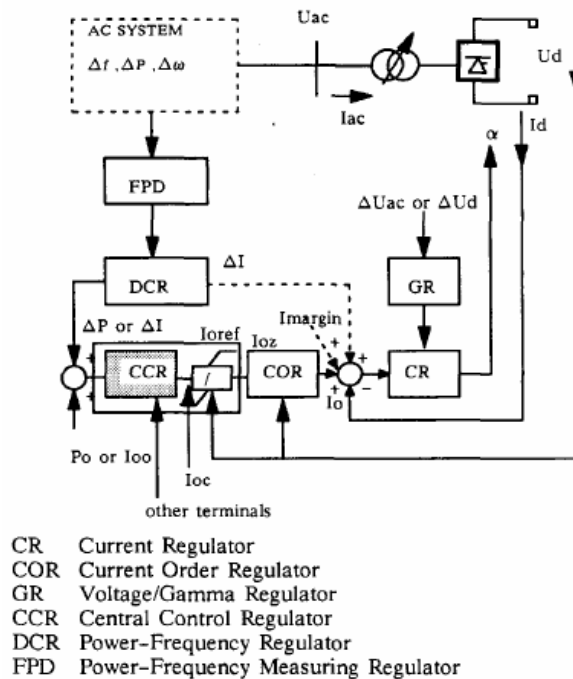 AC SYSTEM
Δf , ΔP , Δω
Uac
Iac
Ud
Id
α
FPD
ΔUac or ΔUd
DCR
ΔI
GR
ΔP or ΔI
Ioref
Ioz
Imargin
+
+
+
CCR
f
COR
+
Io
−
CR
+
Po or Ioo
Ioc
other terminals
CR Current Regulator
COR Current Order Regulator
GR Voltage/Gamma Regulator
CCR Central Control Regulator
DCR Power-Frequency Regulator
FPD Power-Frequency Measuring Regulator